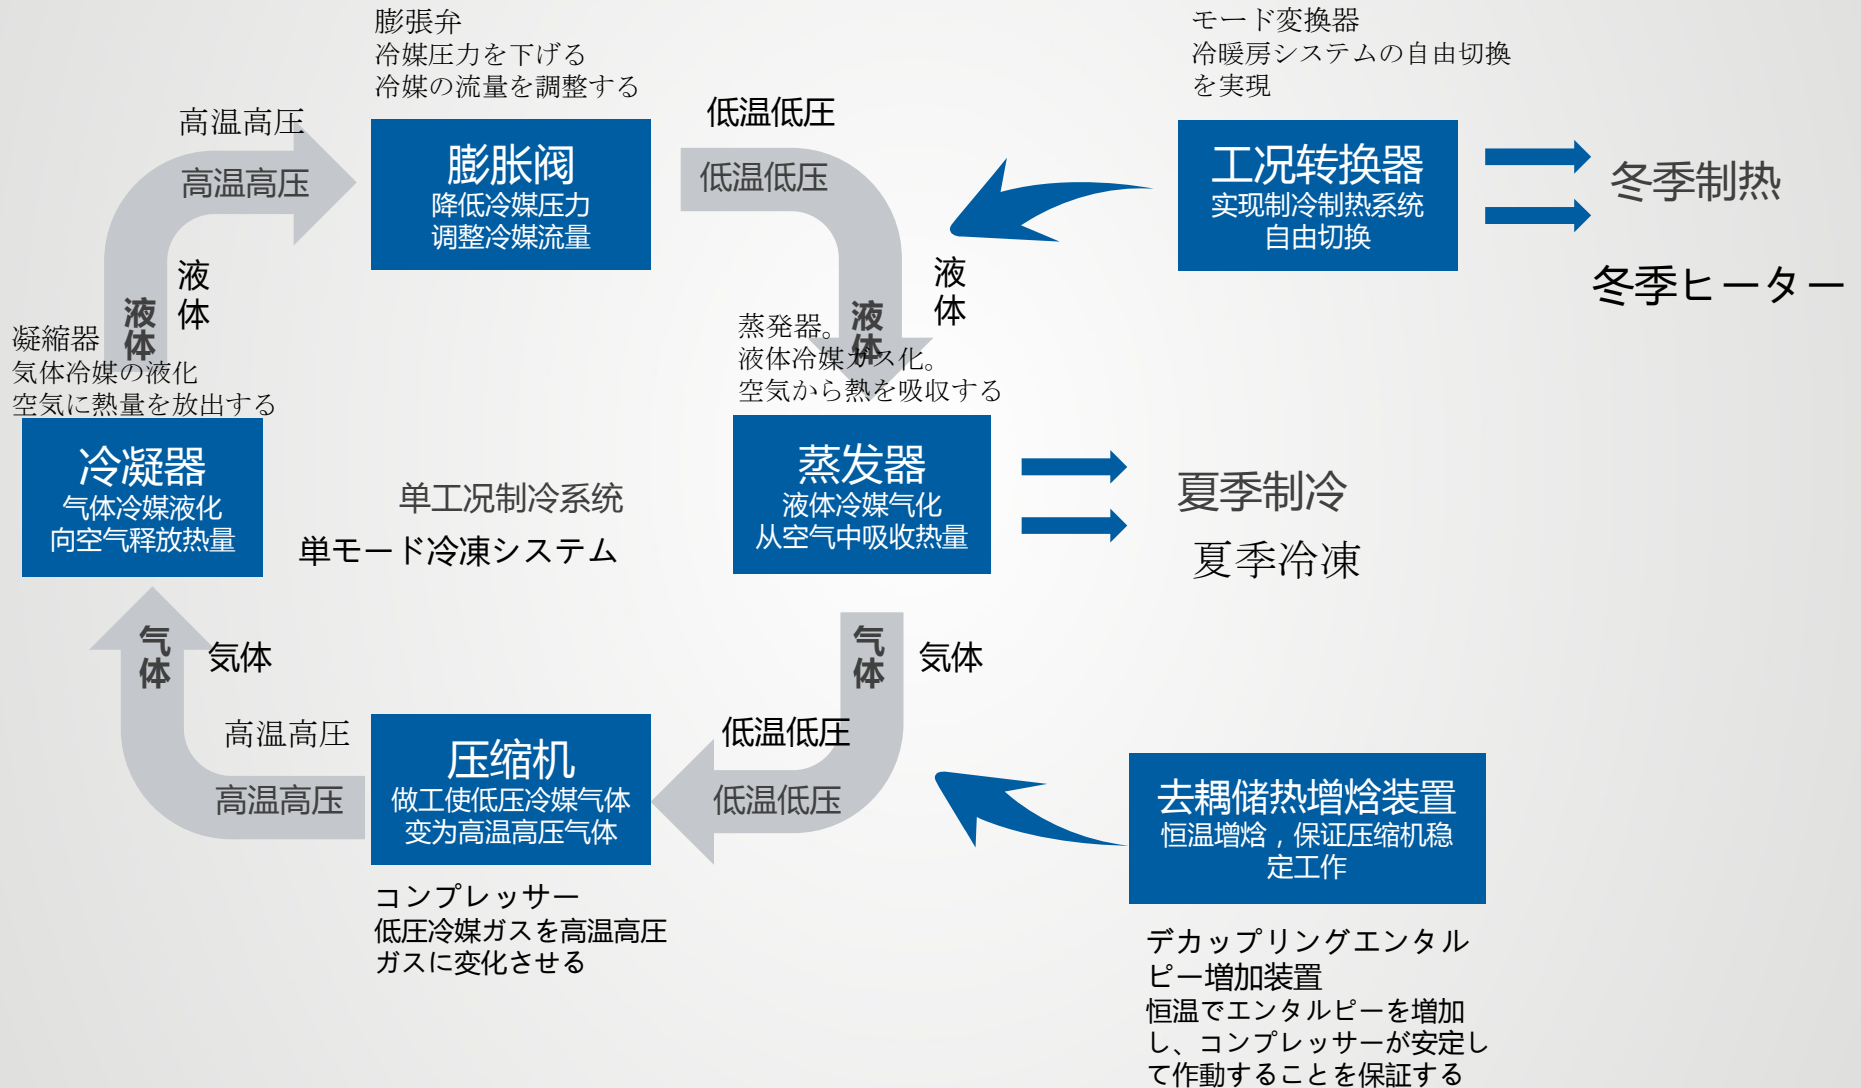 膨張弁
冷媒圧力を下げる
冷媒の流量を調整する
モード変換器
冷暖房システムの自由切換
を実現
高温高圧
高温高压
膨胀阀
降低冷媒压力
调整冷媒流量
低温低圧
低温低压
工况转换器
实现制冷制热系统
自由切换
冬季制热
冬季ヒーター
液
体
液
体
液
体
液
体
凝縮器
気体冷媒の液化
空気に熱量を放出する
蒸発器。
液体冷媒ガス化。
空気から熱を吸収する
冷凝器
气体冷媒液化
向空气释放热量
单工况制冷系统
単モード冷凍システム
蒸发器
液体冷媒气化
从空气中吸收热量
夏季制冷
夏季冷凍
气
体
気体
气
体
気体
高温高圧
高温高压
压缩机
做工使低压冷媒气体
变为高温高压气体
低温低圧
低温低压
去耦储热增焓装置
恒温增焓，保证压缩机稳
定工作
コンプレッサー
低圧冷媒ガスを高温高圧
ガスに変化させる
デカップリングエンタル
ピー増加装置
恒温でエンタルピーを増加
し、コンプレッサーが安定し
て作動することを保証する